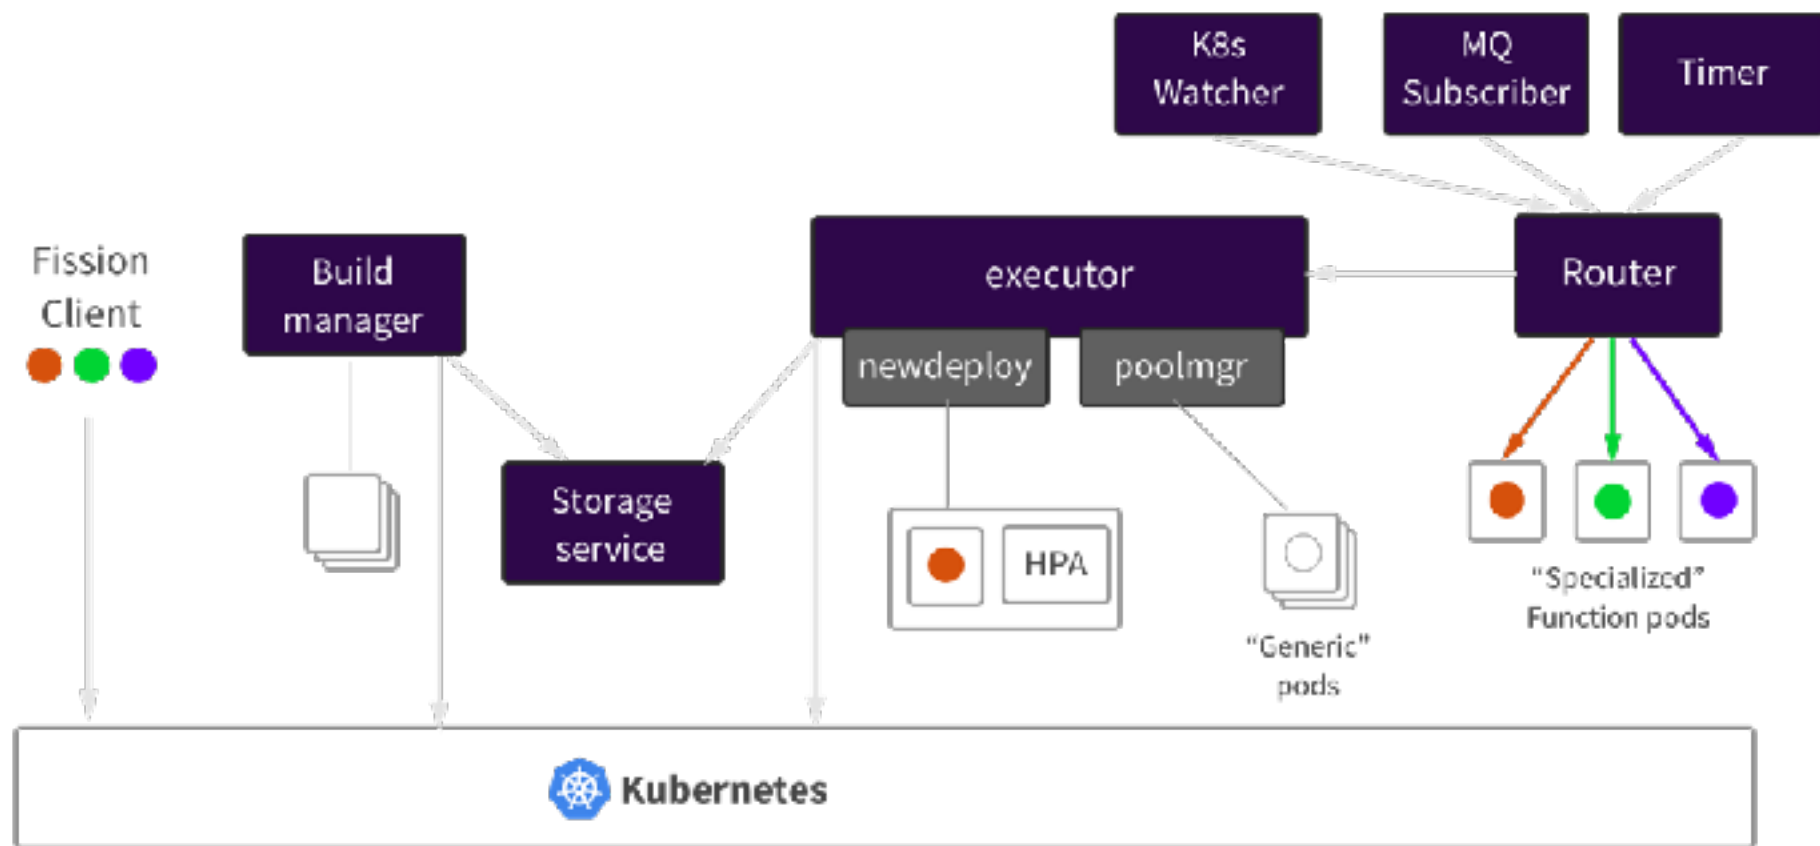 K8s
Watcher
MQ
Subscriber
Timer
Fission
Client
Build
manager
executor
Router
newdeploy
poolmgr
Storage
service
HPA
“Specialized”
Function pods
“Generic”
pods
Kubernetes